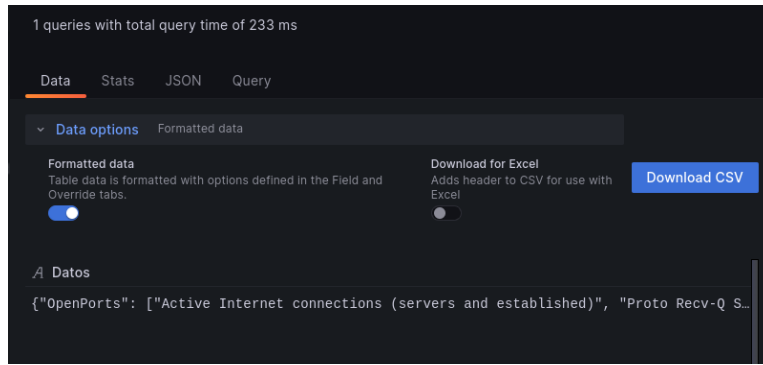 1 queries with total query time of 233 ms
Data Stats JSON Query
Data options Formatted data
Formatted data
Table data is formatted with options defined in the Field and
Override tabs.
Download for Excel
Adds header to CSV for use with
Excel
Download CSV
Datos
{"OpenPorts": ["Active Internet connections (servers and established)", "Proto Recv-Q S…